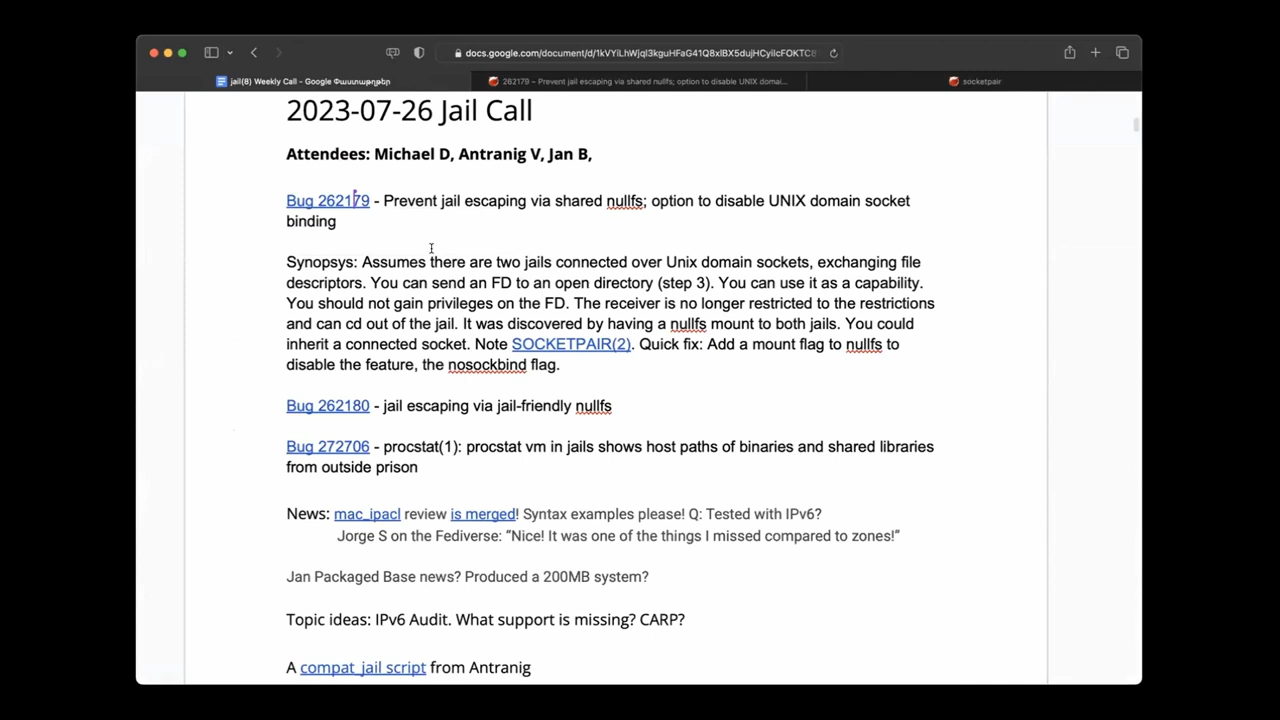 docs.google.com/document/d/1kVYiLhWjql3kguHFaG41Q8xlBX5dujHCyilcFOKTC8
jail(8) Weekly Call - Google Փաստաթղթեր
262179 – Prevent jail escaping via shared nullfs; option to disable UNIX domai...
socketpair
2023-07-26 Jail Call
Attendees: Michael D, Antranig V, Jan B,
Bug 262179 - Prevent jail escaping via shared nullfs; option to disable UNIX domain socket
binding
Synopsys: Assumes there are two jails connected over Unix domain sockets, exchanging file
descriptors. You can send an FD to an open directory (step 3). You can use it as a capability.
You should not gain privileges on the FD. The receiver is no longer restricted to the restrictions
and can cd out of the jail. It was discovered by having a nullfs mount to both jails. You could
inherit a connected socket. Note SOCKETPAIR(2). Quick fix: Add a mount flag to nullfs to
disable the feature, the nosockbind flag.
Bug 262180 - jail escaping via jail-friendly nullfs
Bug 272706 - procstat(1): procstat vm in jails shows host paths of binaries and shared libraries
from outside prison
News: mac_ipacl review is merged! Syntax examples please! Q: Tested with IPv6?
Jorge S on the Fediverse: “Nice! It was one of the things I missed compared to zones!”
Jan Packaged Base news? Produced a 200MB system?
Topic ideas: IPv6 Audit. What support is missing? CARP?
A compat_jail script from Antranig